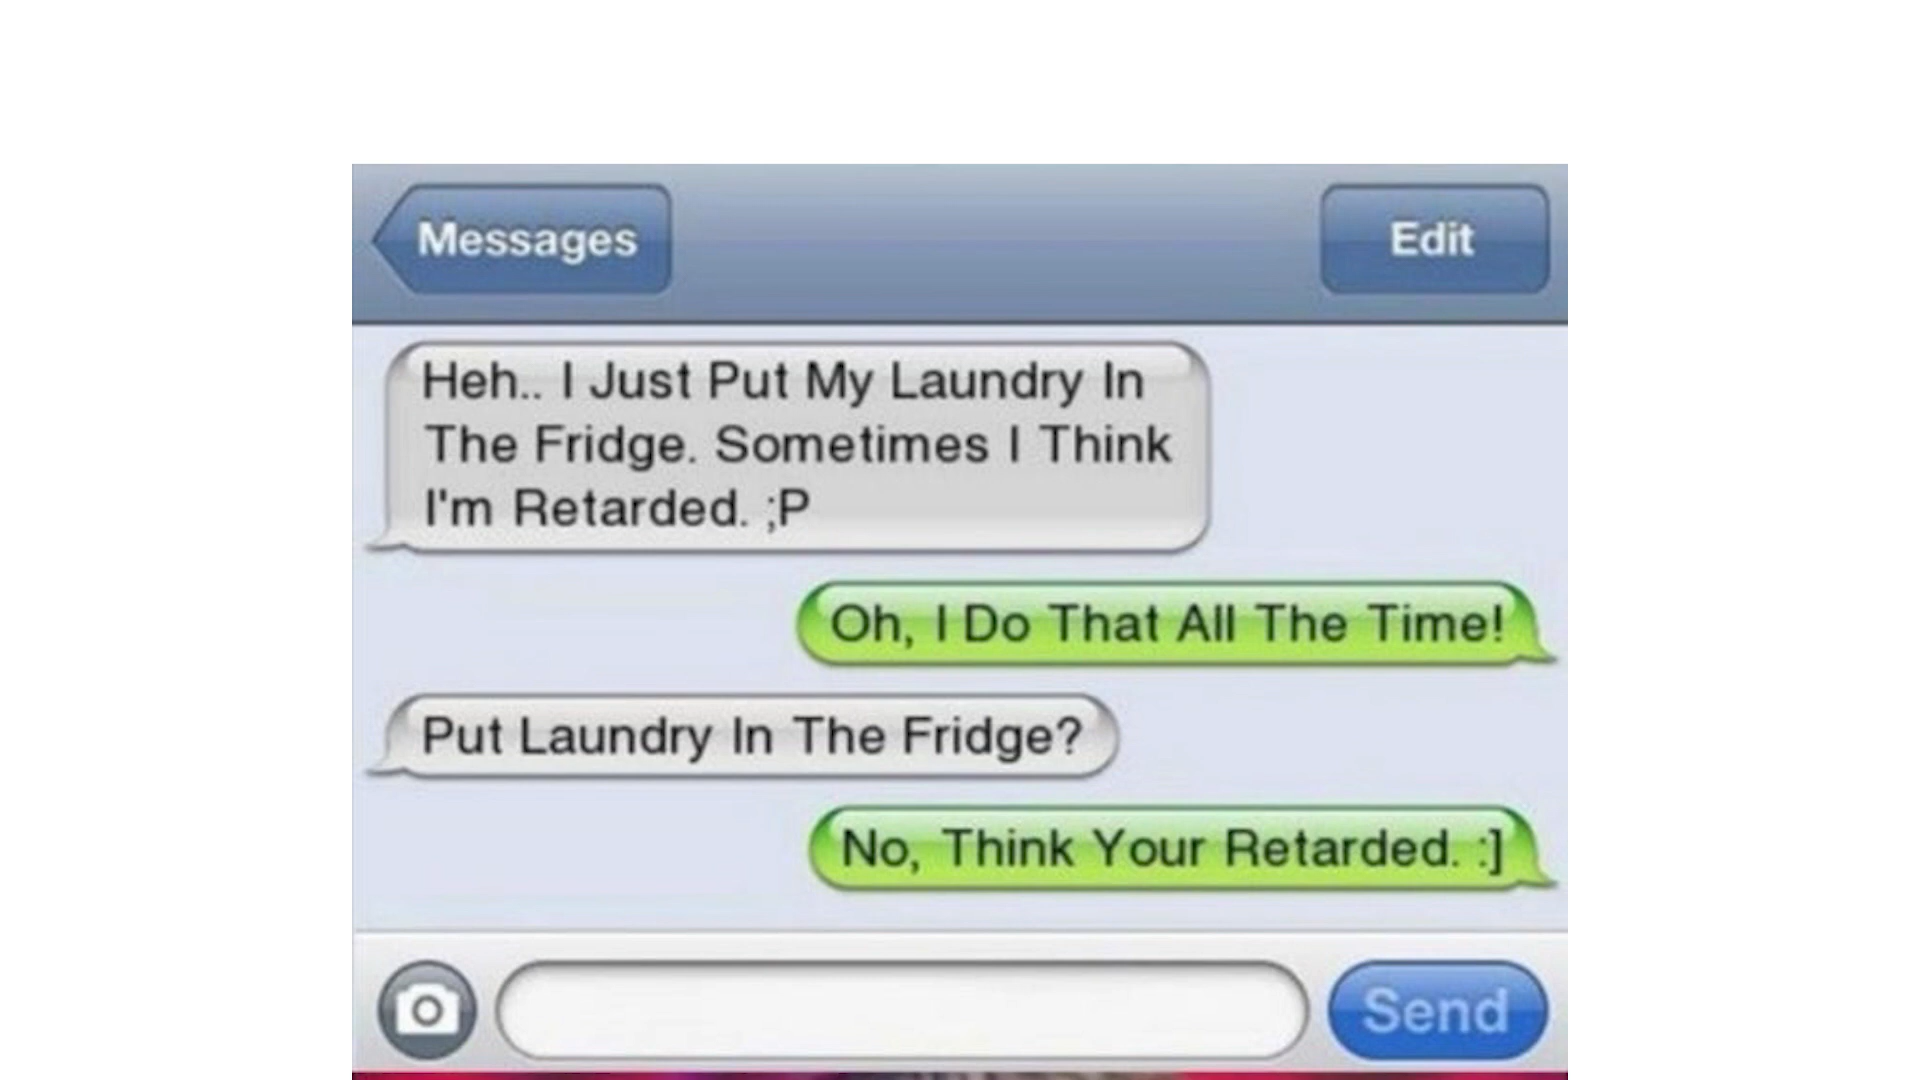 Messages
Edit
Heh.. I Just Put My Laundry In
The Fridge. Sometimes I Think
I'm Retarded. ;P
Oh, I Do That All The Time!
Put Laundry In The Fridge?
No, Think Your Retarded. :]
Send